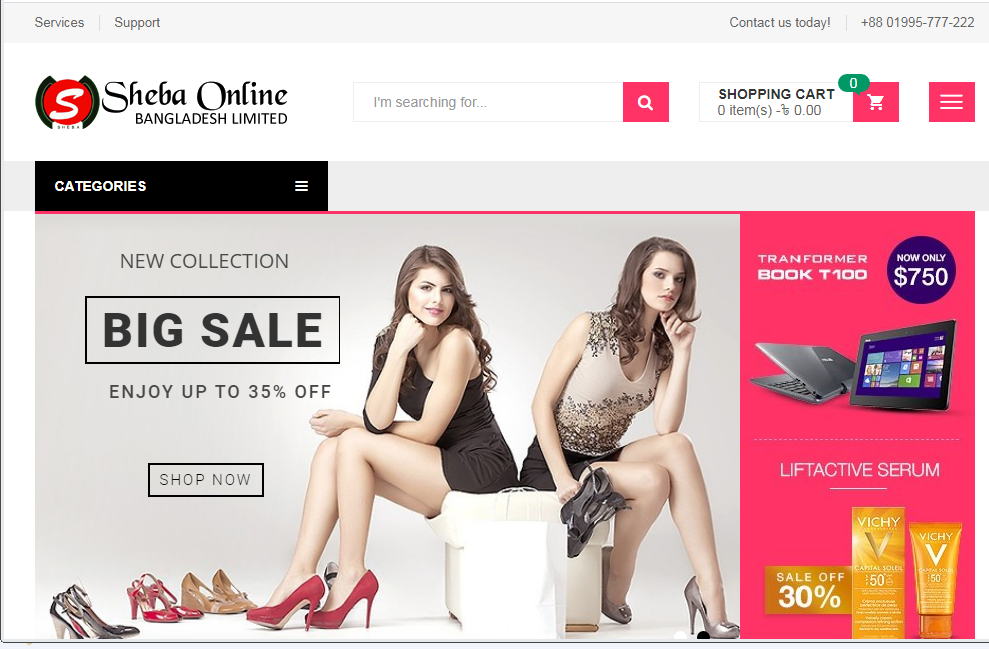 Services
Support
Contact us today!
+88 01995-777-222
S
SHEBA
Sheba Online
BANGLADESH LIMITED
I'm searching for...
SHOPPING CART
0 item(s) -৳ 0.00
0
CATEGORIES
NEW COLLECTION
BIG SALE
ENJOY UP TO 35% OFF
SHOP NOW
TRANFORMER
BOOK T100
NOW ONLY
$750
LIFTACTIVE SERUM
SALE OFF
30%
VICHY
CAPITAL SOLEIL
50+
VICHY
CAPITAL SOLEIL
50+